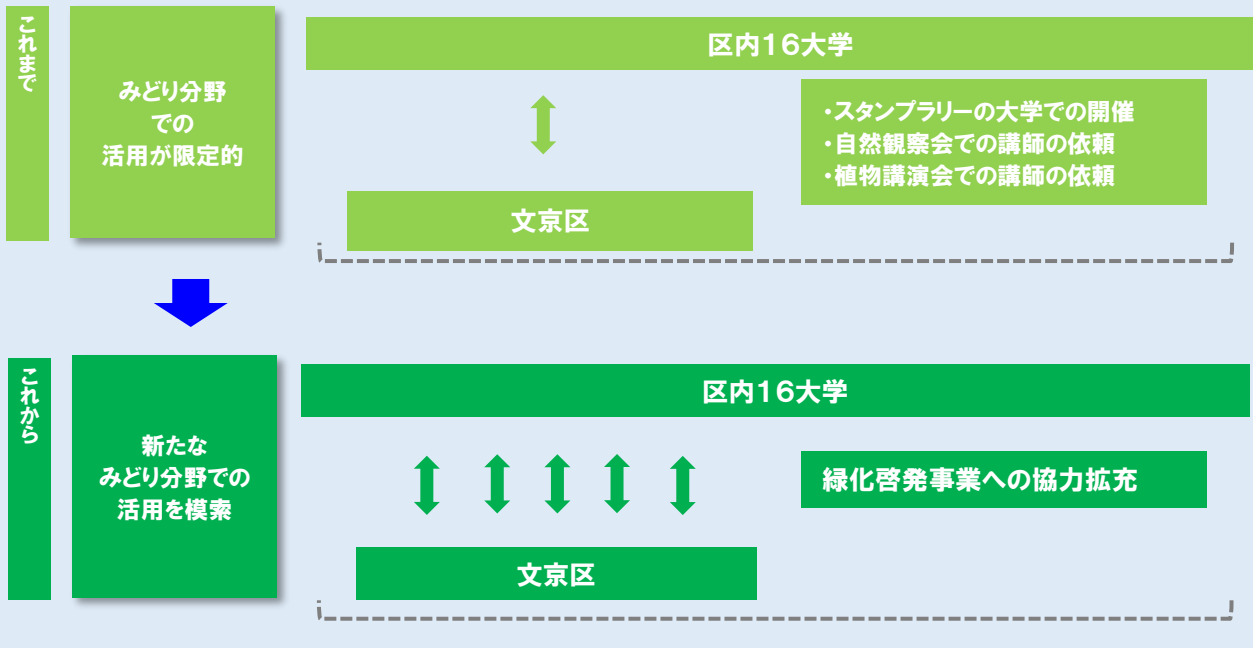 これまで
みどり分野
での
活用が限定的
区内16大学
・スタンプラリーの大学での開催
・自然観察会での講師の依頼
・植物講演会での講師の依頼
文京区
これから
新たな
みどり分野での
活用を模索
区内16大学
緑化啓発事業への協力拡充
文京区